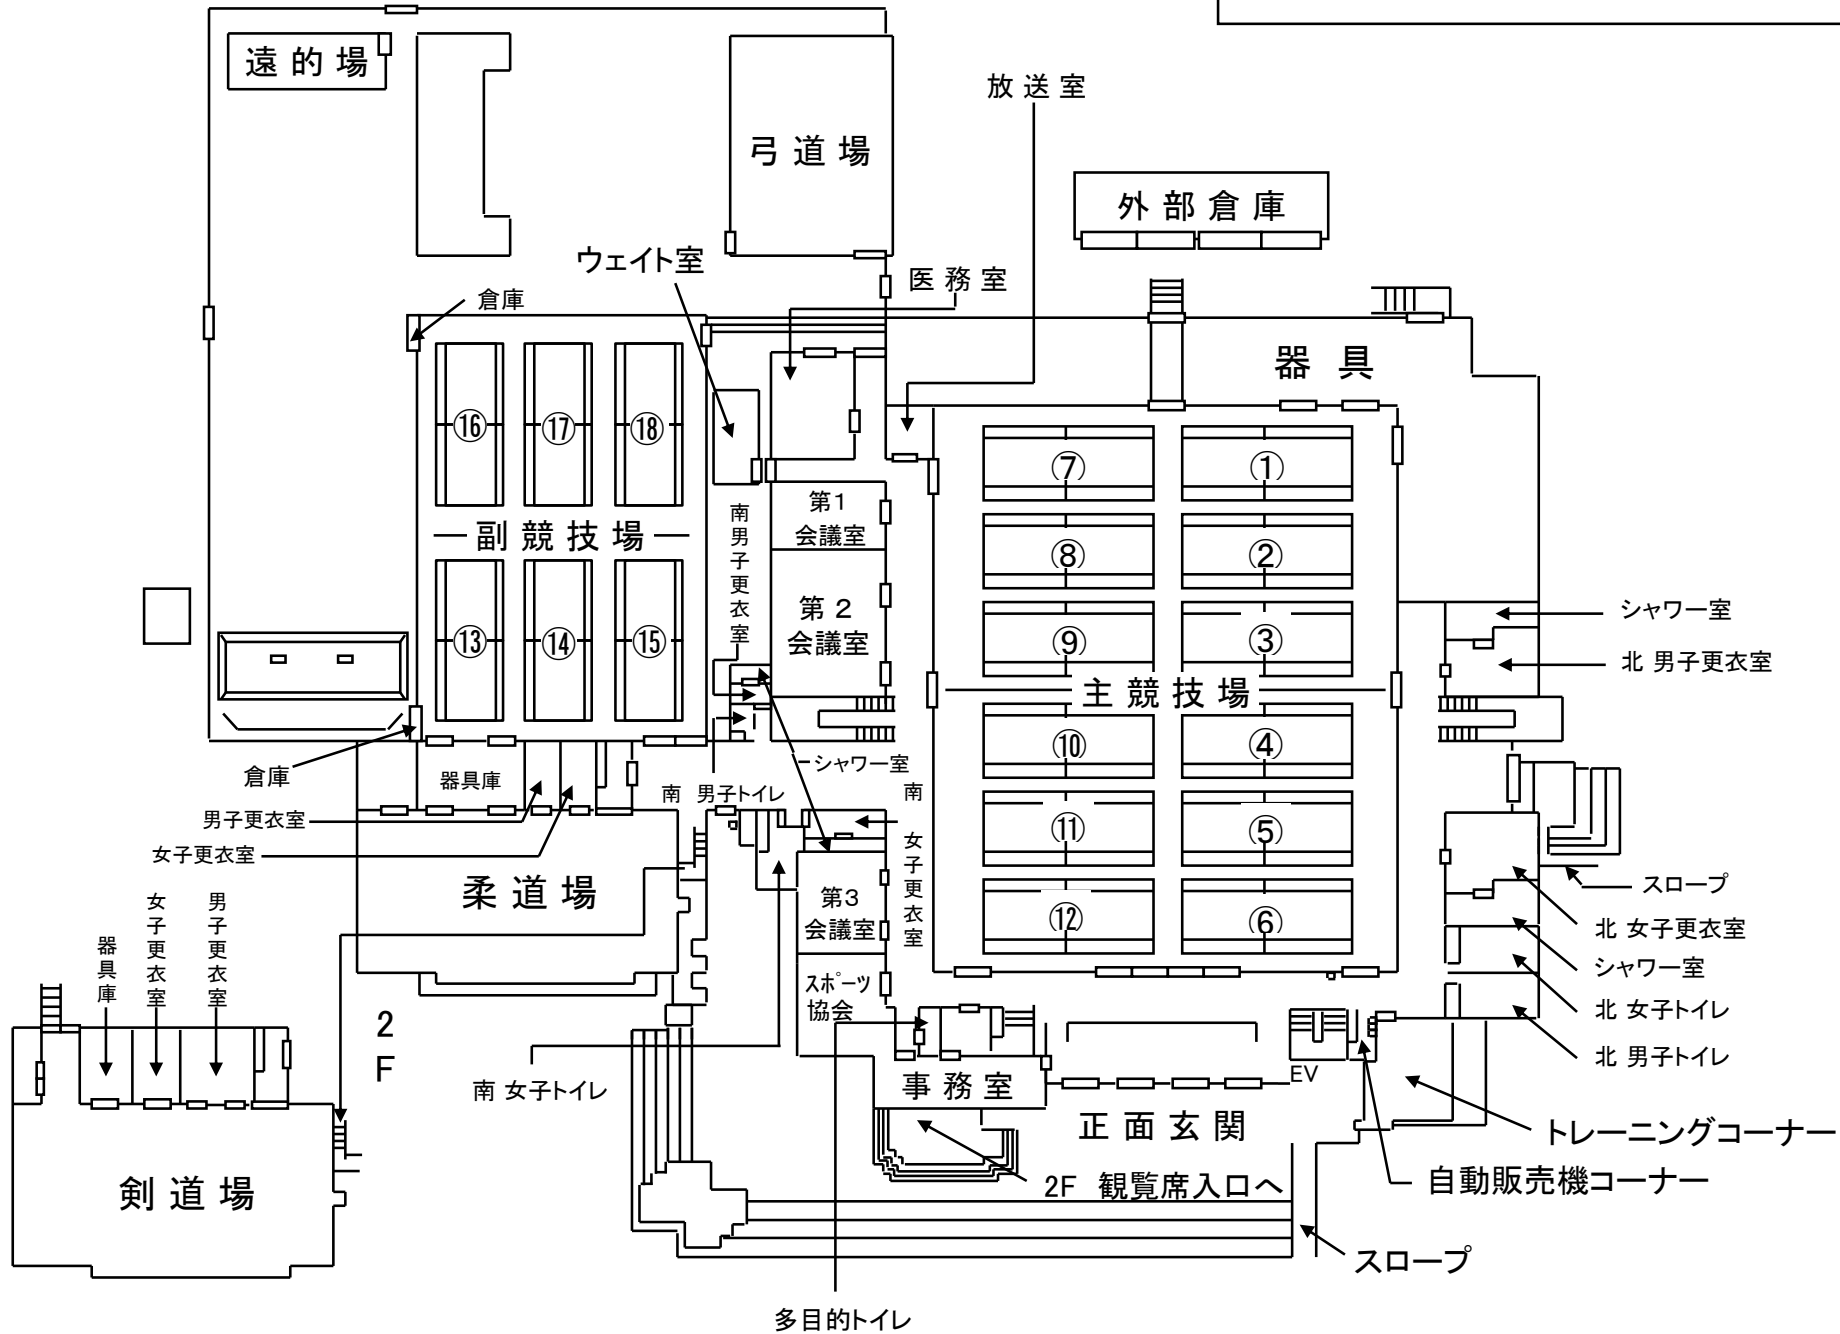 遠的場
弓道場
放送室
外部倉庫
ウェイト室
医務室
倉庫
器具
⑯
⑰
⑱
⑦
①
副競技場
南男子更衣室
第1
会議室
⑧
②
第２
会議室
⑬
⑭
⑮
⑨
③
シャワー室
北 男子更衣室
主競技場
⑩
④
倉庫
器具庫
シャワー室
南 男子トイレ
南 女子更衣室
男子更衣室
女子更衣室
⑪
⑤
柔道場
第3
会議室
⑫
⑥
スロープ
北 女子更衣室
シャワー室
北 女子トイレ
北 男子トイレ
器具庫
女子更衣室
男子更衣室
スポーツ
協会
2F
南 女子トイレ
事務室
EV
正面玄関
トレーニングコーナー
自動販売機コーナー
2F 観覧席入口へ
剣道場
スロープ
多目的トイレ